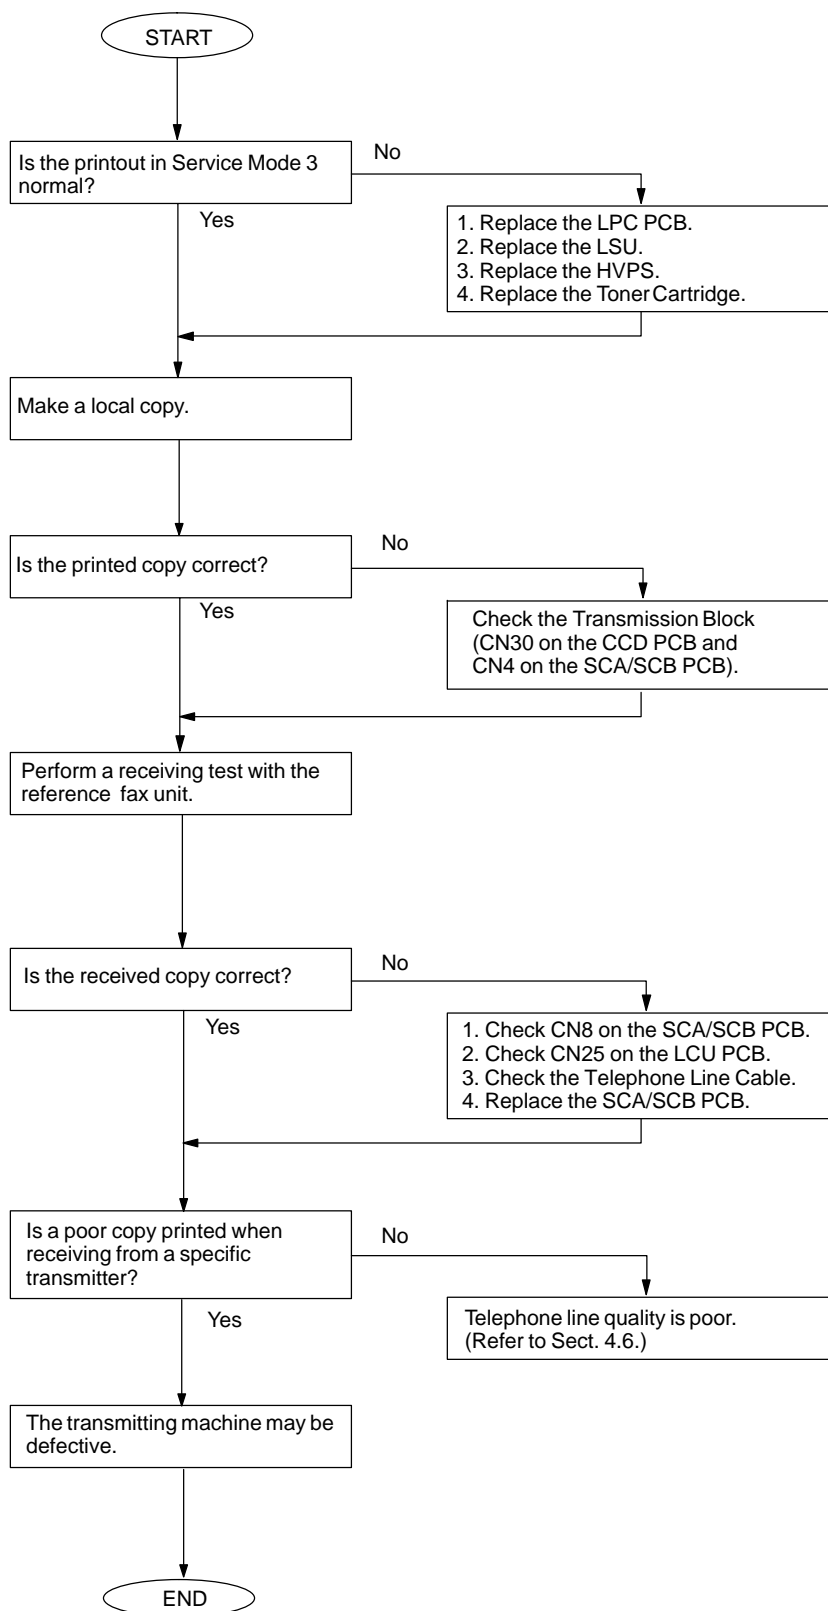 START
Is the printout in Service Mode 3
normal?
No
Yes
1. Replace the LPC PCB.
2. Replace the LSU.
3. Replace the HVPS.
4. Replace the Toner Cartridge.
Make a local copy.
Is the printed copy correct?
No
Yes
Check the Transmission Block
(CN30 on the CCD PCB and
CN4 on the SCA/SCB PCB).
Perform a receiving test with the
reference fax unit.
Is the received copy correct?
No
Yes
1. Check CN8 on the SCA/SCB PCB.
2. Check CN25 on the LCU PCB.
3. Check the Telephone Line Cable.
4. Replace the SCA/SCB PCB.
Is a poor copy printed when
receiving from a specific
transmitter?
No
Yes
Telephone line quality is poor.
(Refer to Sect. 4.6.)
The transmitting machine may be
defective.
END